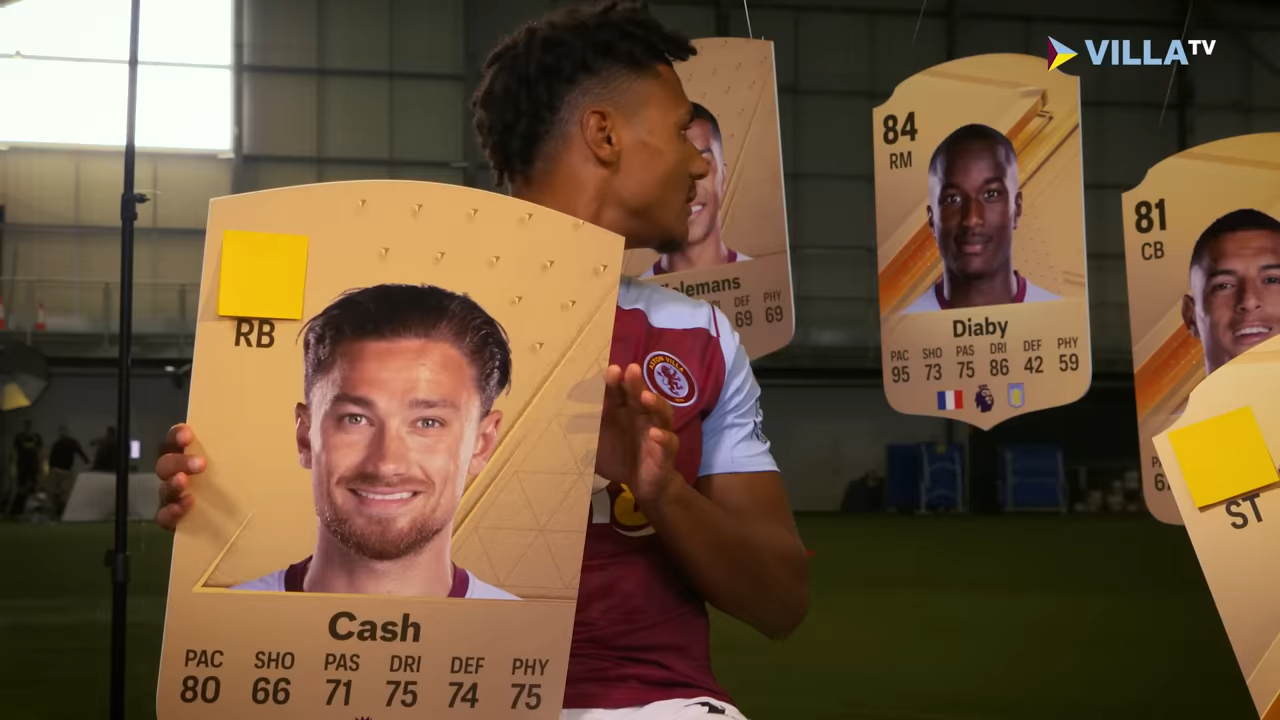 VILLA TV
84
RM
Diaby
PAC SHO PAS DRI DEF PHY
95 73 75 86 42 59
81
CB
DEF PHY
69 69
ASTON VILLA
RB
Cash
PAC SHO PAS DRI DEF PHY
80 66 71 75 74 75
ST